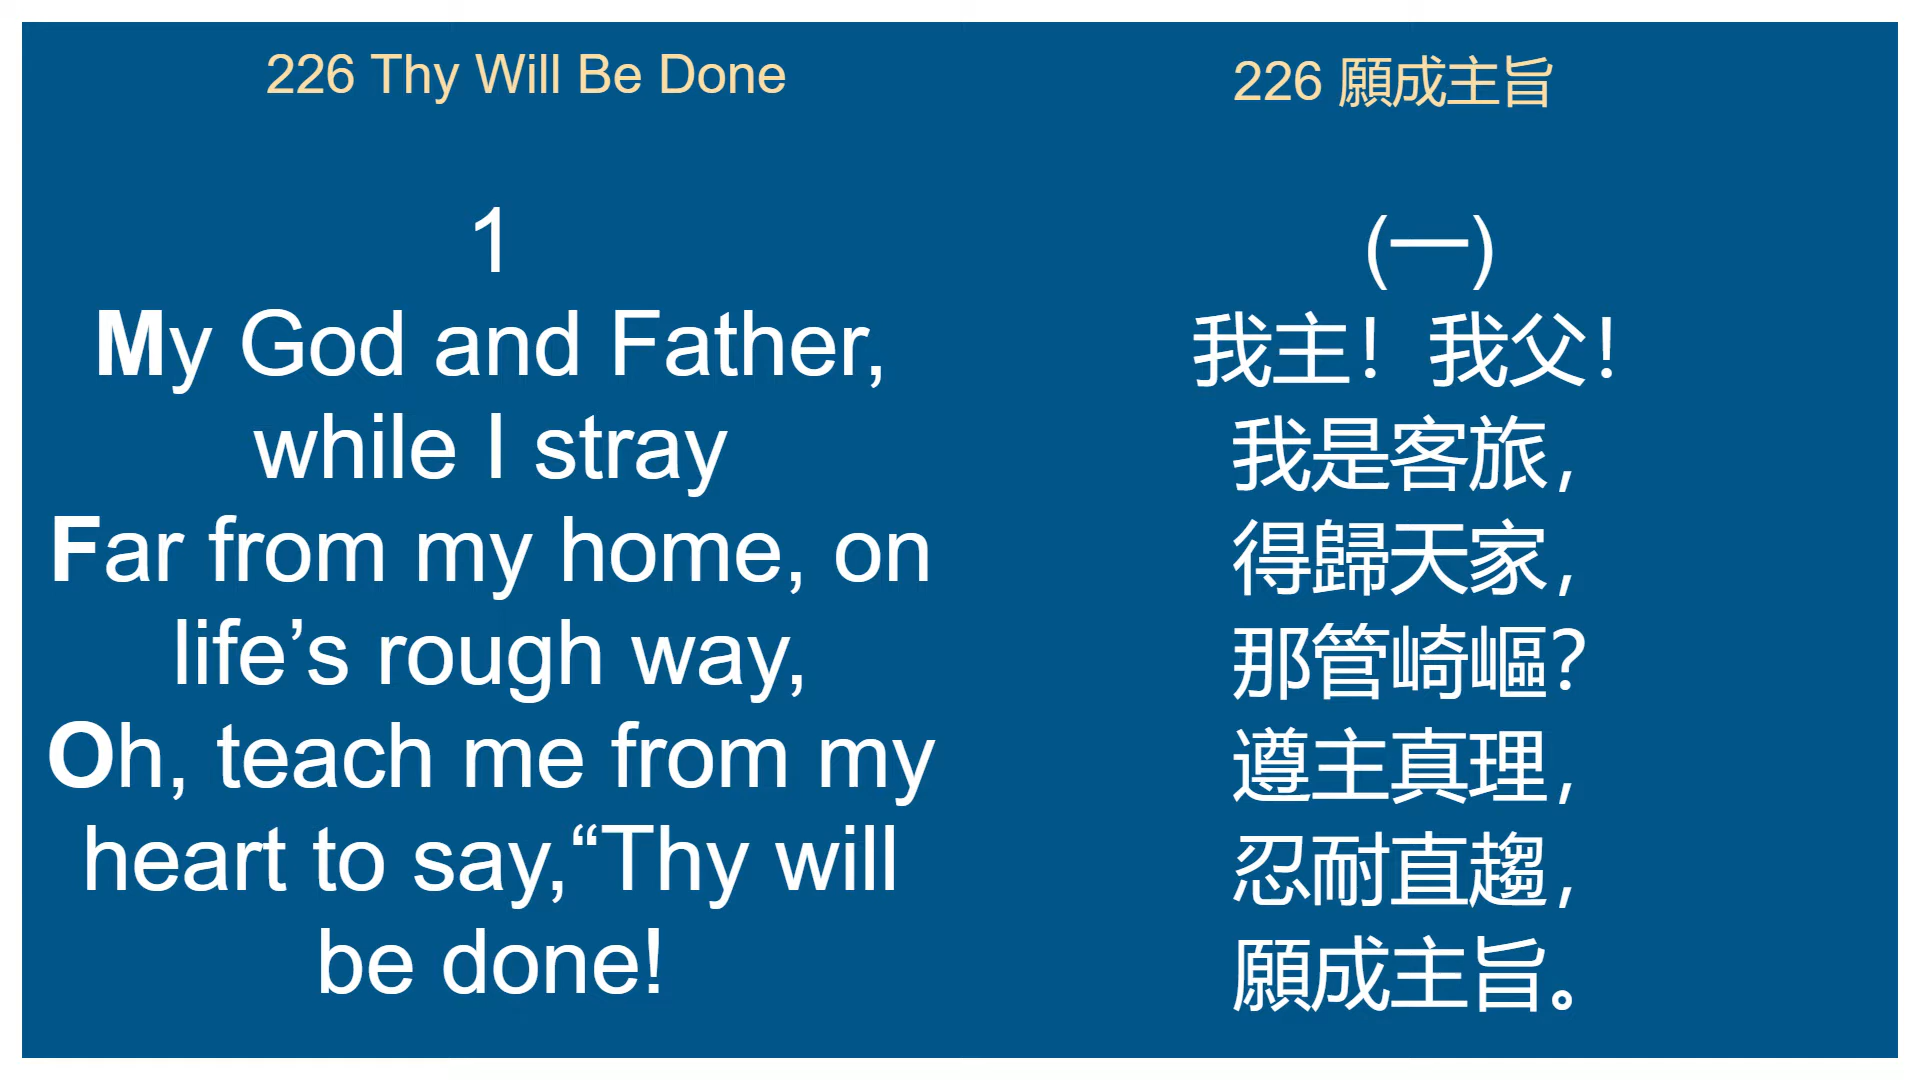 226 Thy Will Be Done
1
My God and Father,
while I stray
Far from my home, on
life’s rough way,
Oh, teach me from my
heart to say,“Thy will
be done!
226 願成主旨
(一)
我主！我父！
我是客旅，
得歸天家，
那管崎嶇？
遵主真理，
忍耐直趨，
願成主旨。